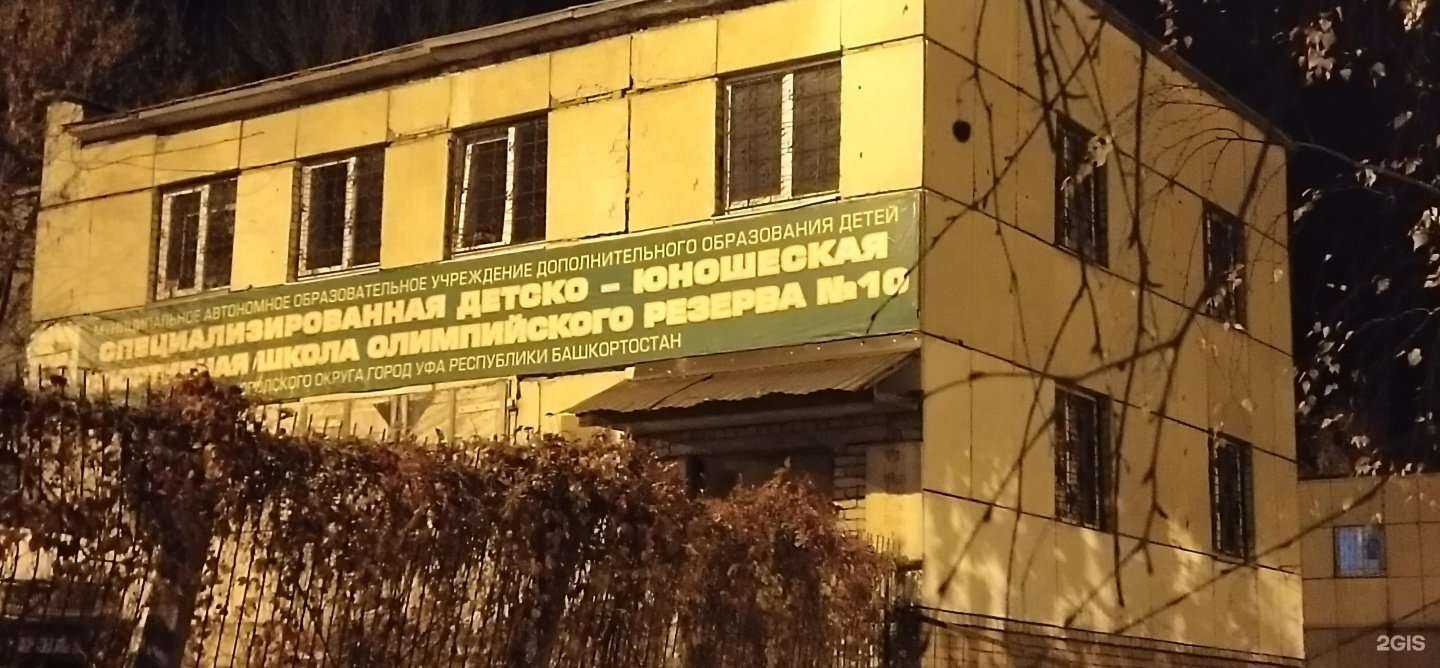 МУНИЦИПАЛЬНОЕ АВТОНОМНОЕ ОБРАЗОВАТЕЛЬНОЕ УЧРЕЖДЕНИЕ ДОПОЛНИТЕЛЬНОГО ОБРАЗОВАНИЯ ДЕТЕЙ
СПЕЦИАЛИЗИРОВАННАЯ ДЕТСКО - ЮНОШЕСКАЯ
ШКОЛА ОЛИМПИЙСКОГО РЕЗЕРВА №10
ОКРУГА ГОРОД УФА РЕСПУБЛИКИ БАШКОРТОСТАН
2GIS